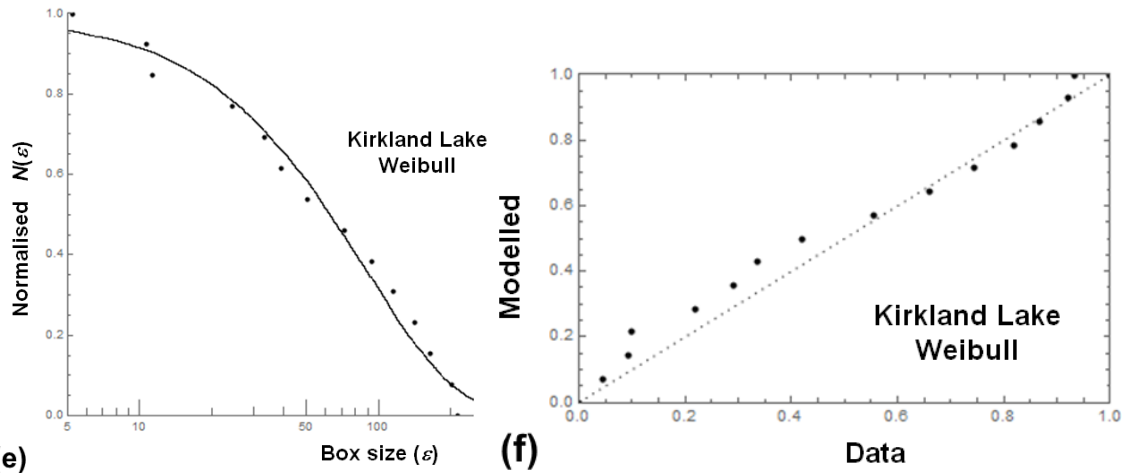 1.0
0.8
0.6
0.4
0.2
0.0
Normalised N(ε)
Kirkland Lake
Weibull
5 10 50 100
Box size (ε)
e)
1.0
0.8
0.6
0.4
0.2
0.0
Modelled
Kirkland Lake
Weibull
0.0 0.2 0.4 0.6 0.8 1.0
(f)
Data